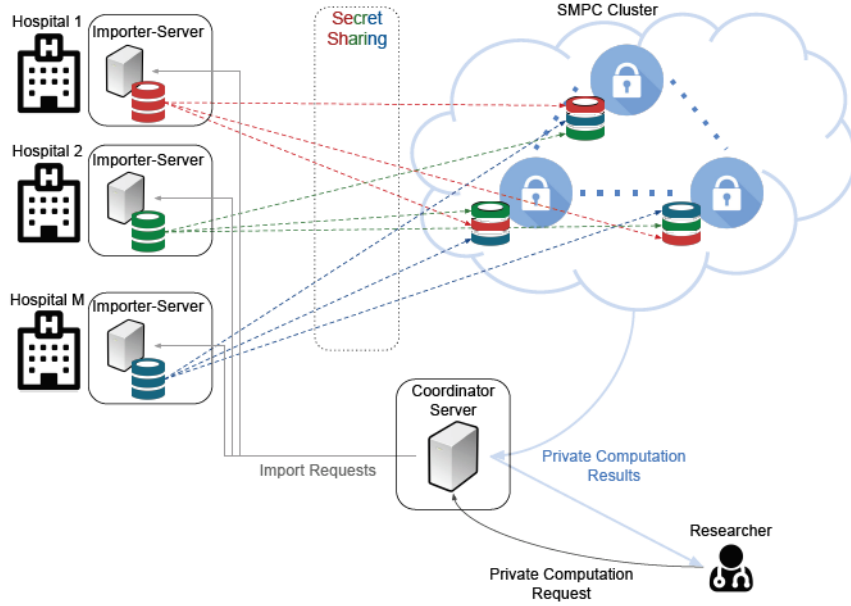 Hospital 1
Importer-Server
Secret
Sharing
SMPC Cluster
Hospital 2
Importer-Server
Hospital M
Importer-Server
Coordinator
Server
Import Requests
Private Computation
Results
Researcher
Private Computation
Request
H
H
H